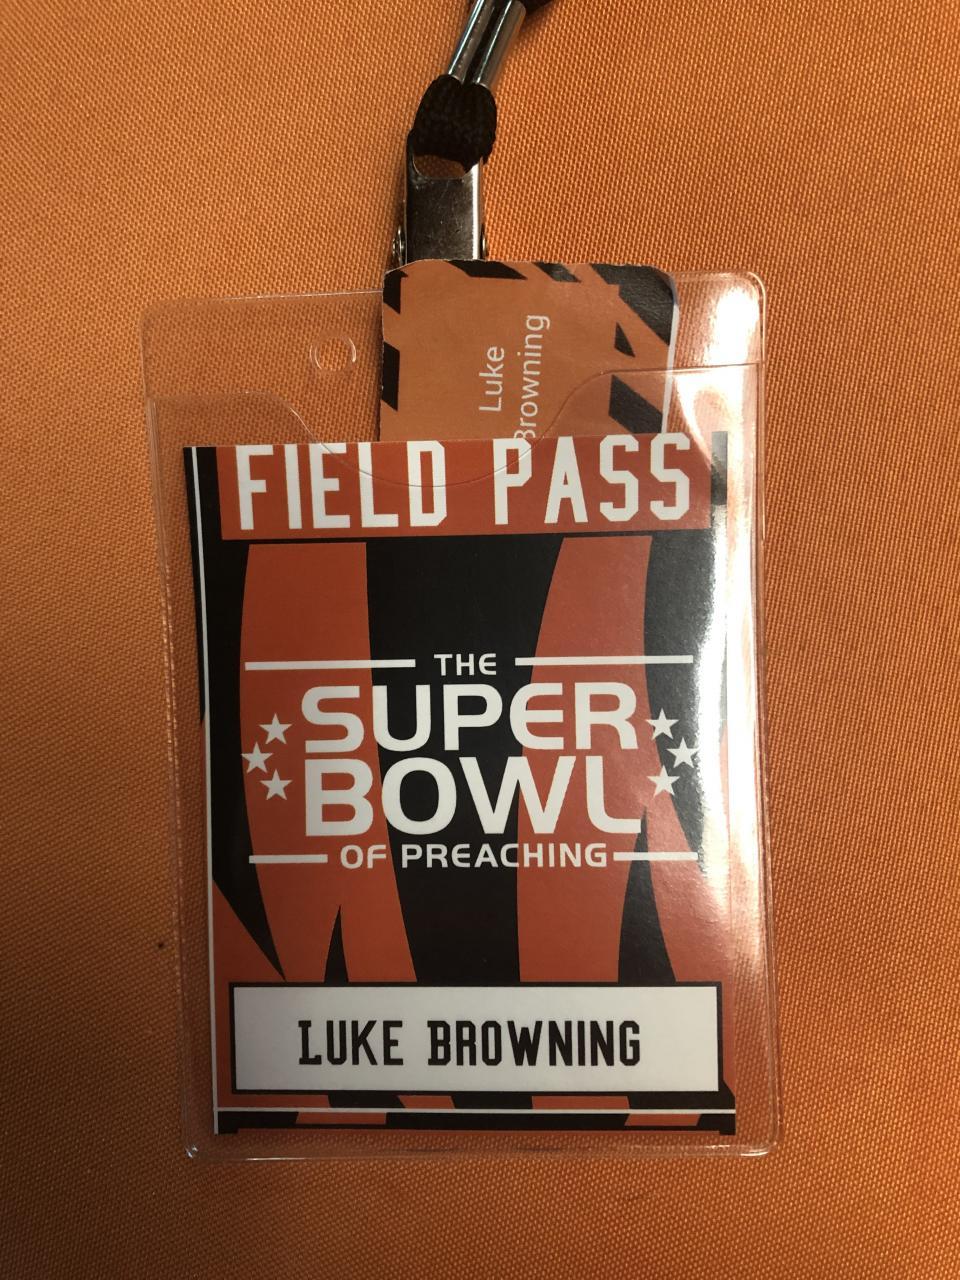 Luke
Browning
FIELD PASS
THE
SUPER
BOWL
OF PREACHING
LUKE BROWNING